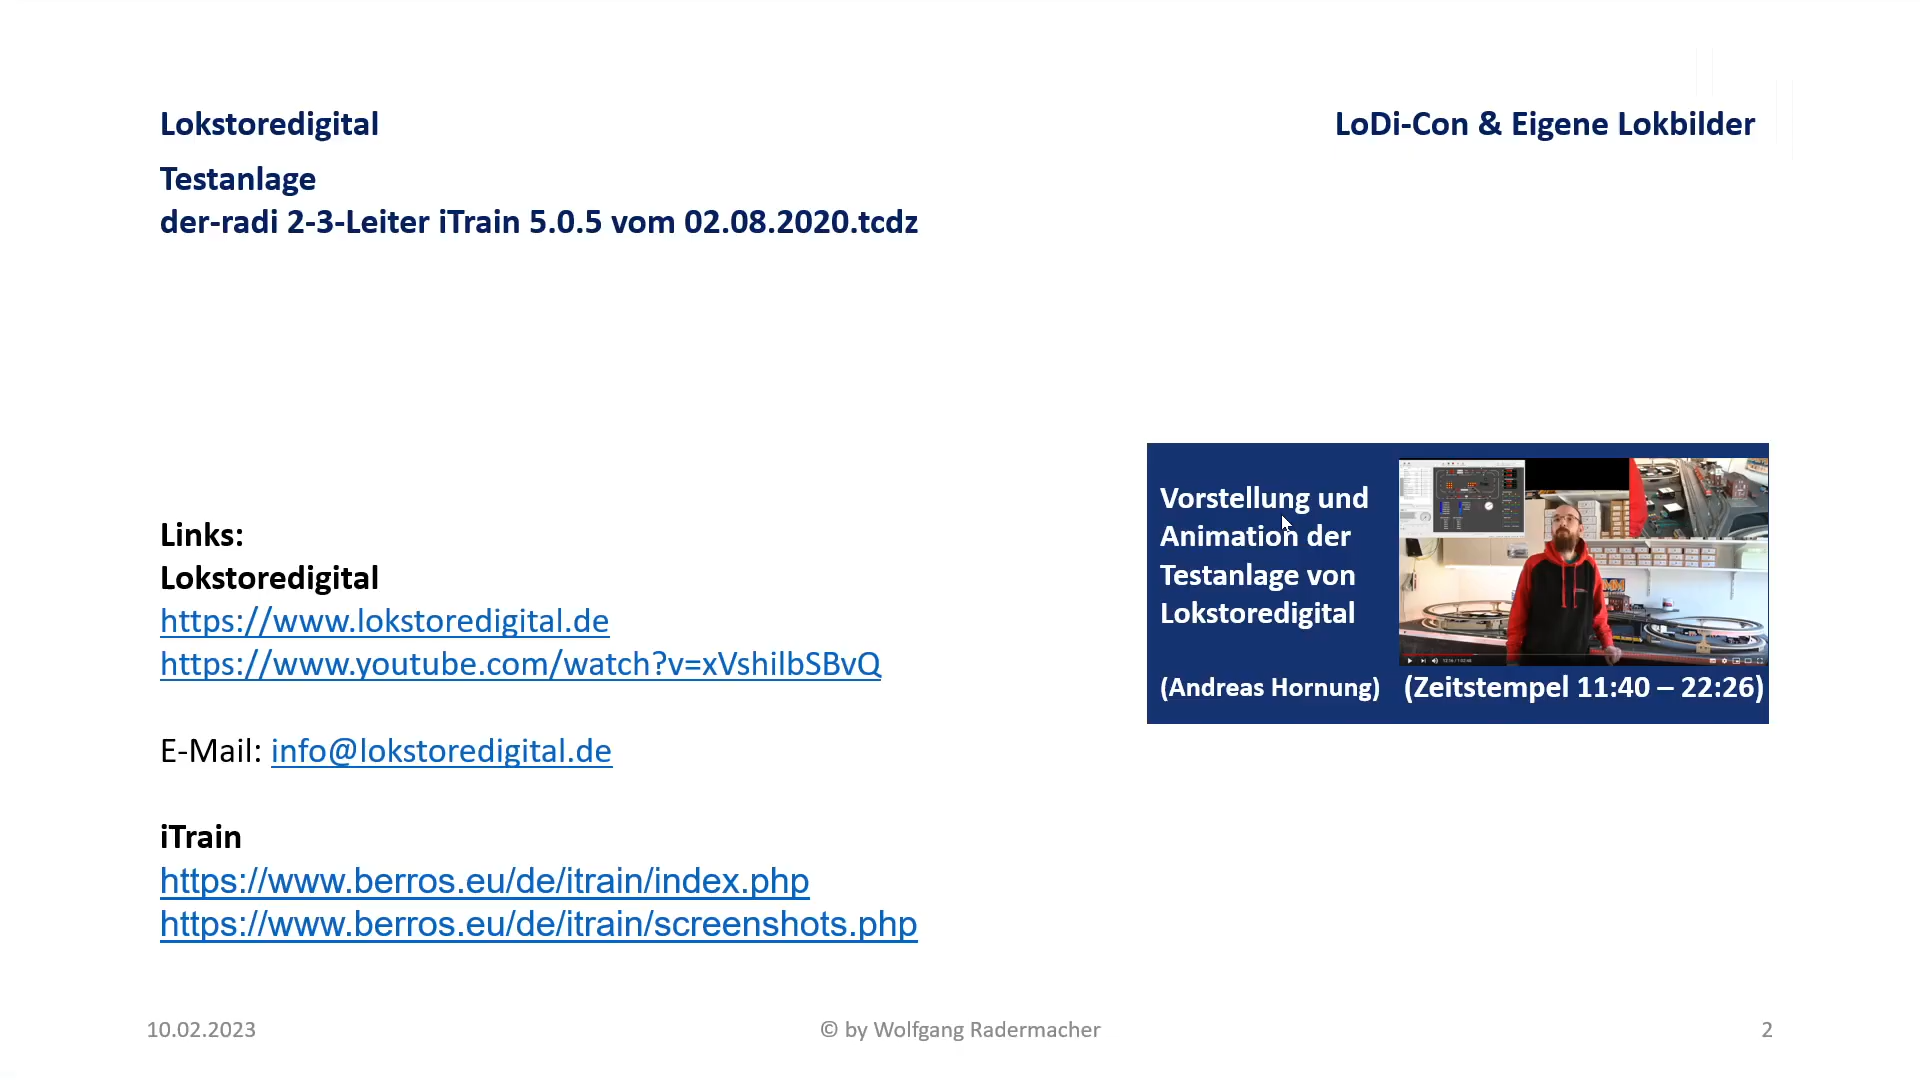 Lokstoredigital
LoDi-Con & Eigene Lokbilder
Testanlage
der-radi 2-3-Leiter iTrain 5.0.5 vom 02.08.2020.tcdz
Vorstellung und
Animation der
Testanlage von
Lokstoredigital
(Andreas Hornung)
(Zeitstempel 11:40 – 22:26)
Links:
Lokstoredigital
https://www.lokstoredigital.de
https://www.youtube.com/watch?v=xVshilbSBvQ
E-Mail: info@lokstoredigital.de
iTrain
https://www.berros.eu/de/itrain/index.php
https://www.berros.eu/de/itrain/screenshots.php
10.02.2023
© by Wolfgang Radermacher
2